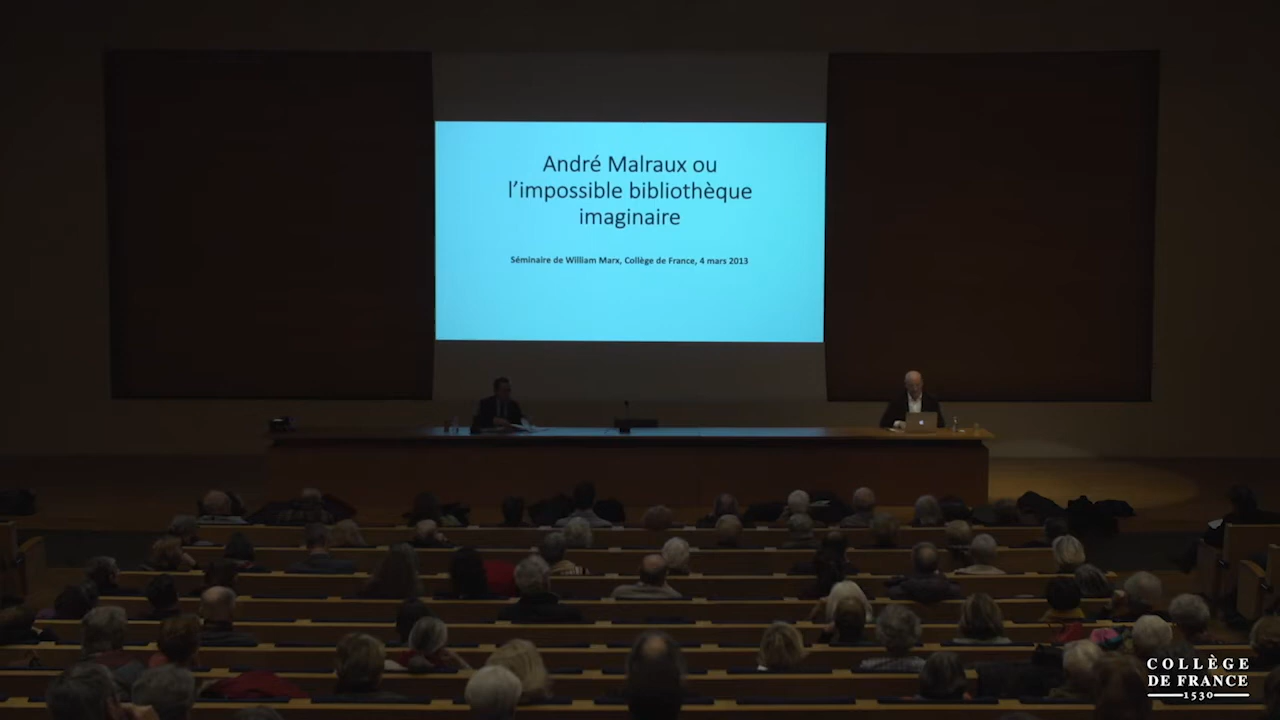 André Malraux ou
l’impossible bibliothèque
imaginaire
Séminaire de William Marx, Collège de France, 4 mars 2013
COLLÈGE
DE FRANCE
1530